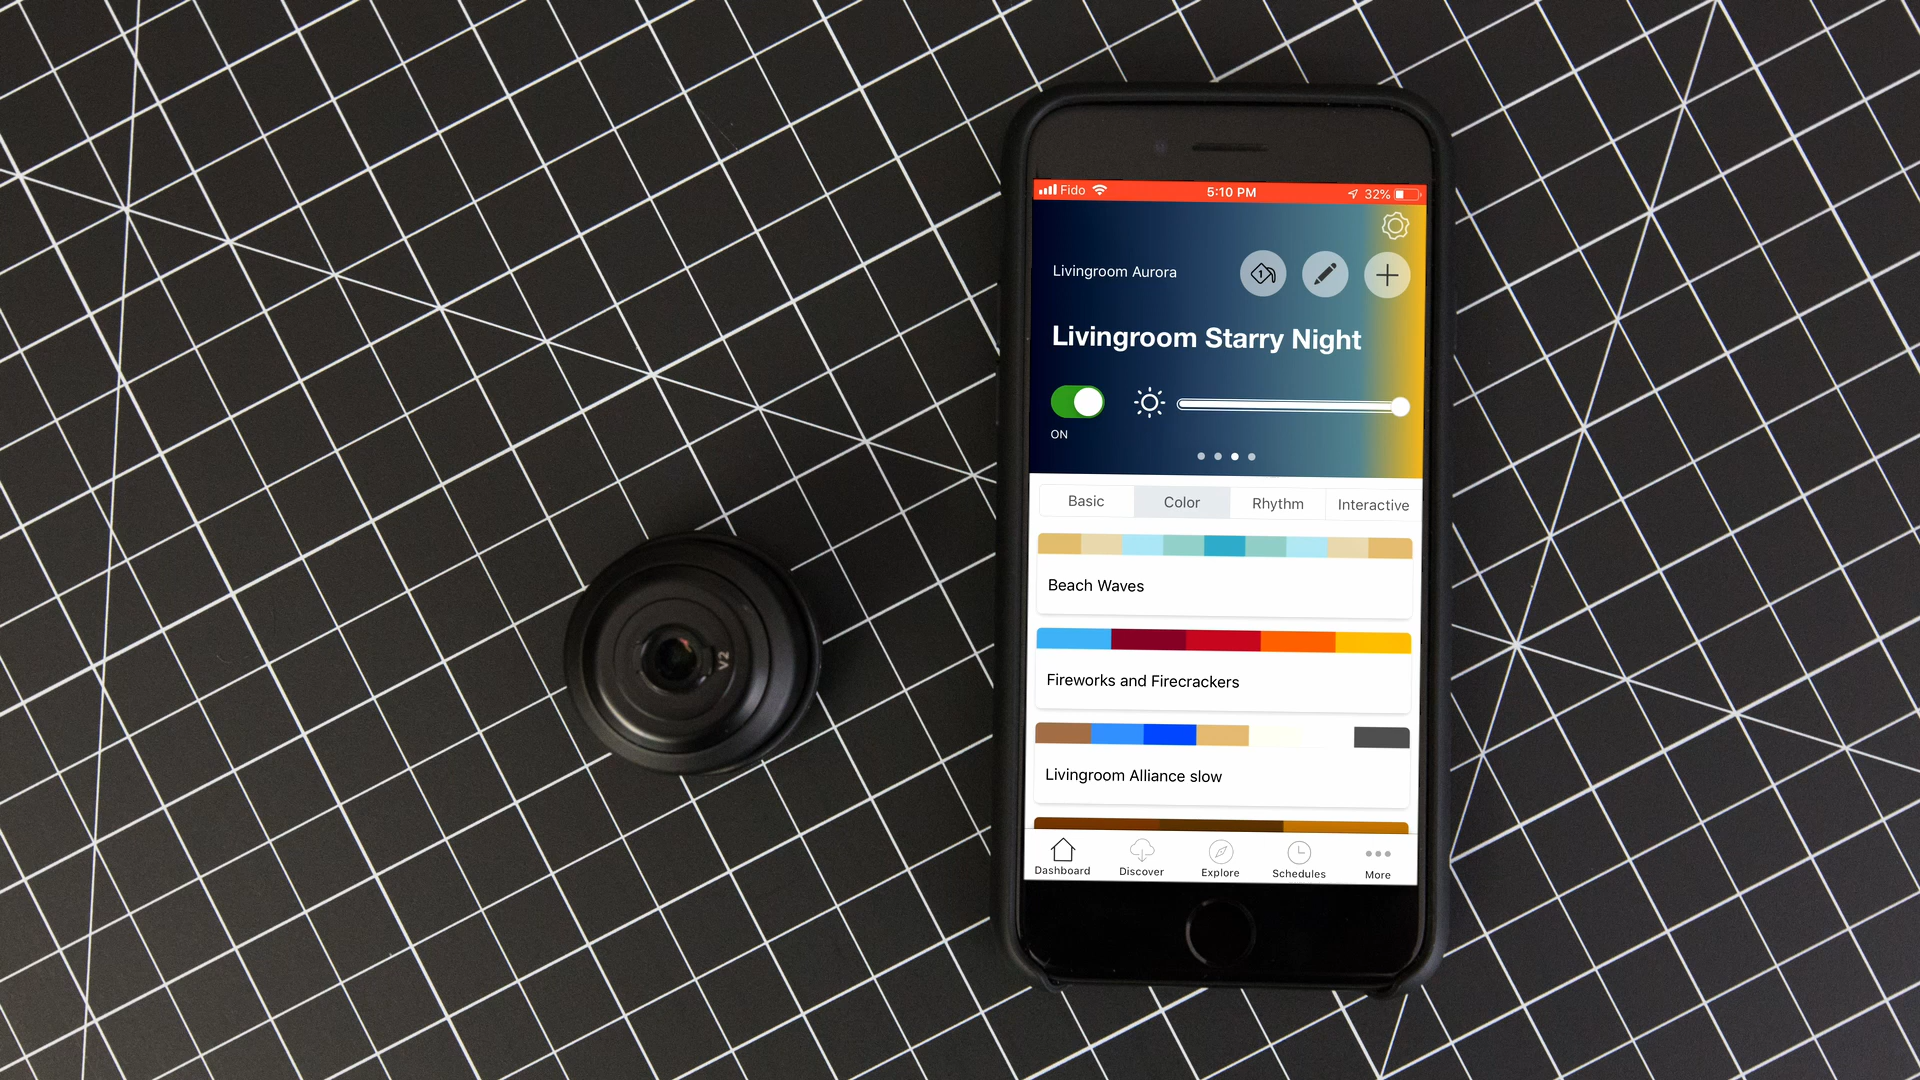 Fido 5:10 PM 32%
Livingroom Aurora
1
Livingroom Starry Night
ON
Basic Color Rhythm Interactive
Beach Waves
Fireworks and Firecrackers
Livingroom Alliance slow
Dashboard Discover Explore Schedules More
V2